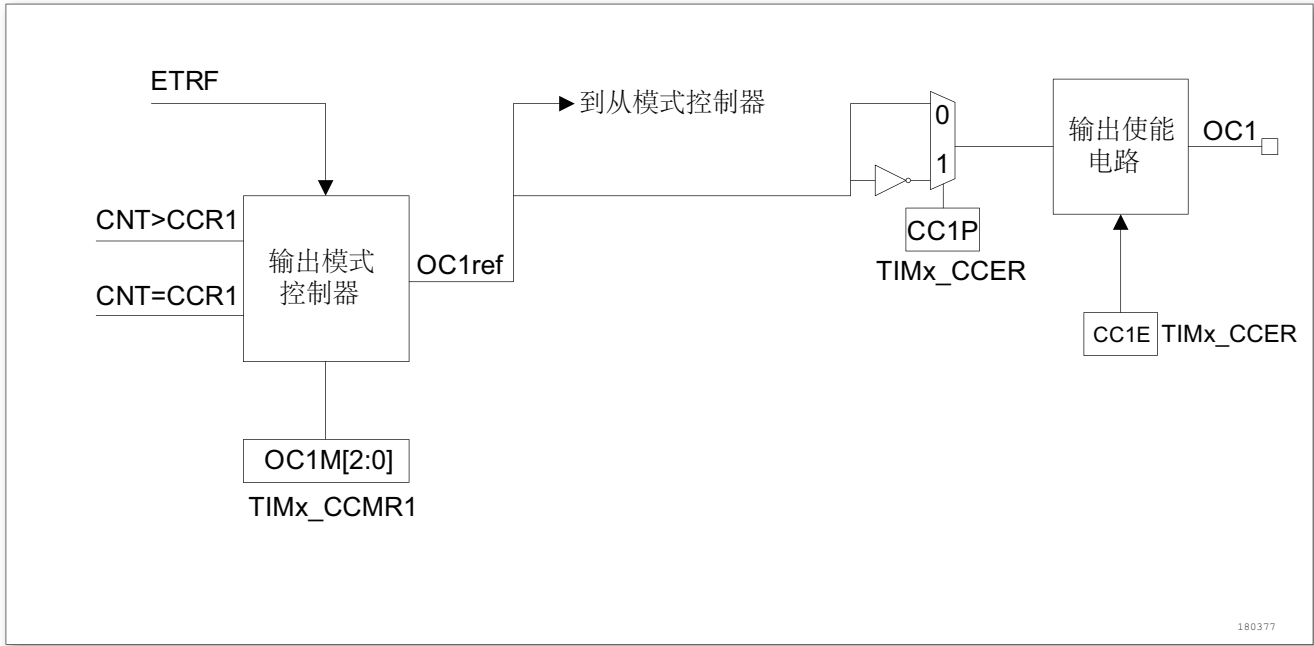 ETRF
到从模式控制器
0
1
输出使能
电路
OC1
CNT>CCR1
CNT=CCR1
输出模式
控制器
OC1ref
CC1P
TIMx_CCER
CC1E
TIMx_CCER
OC1M[2:0]
TIMx_CCMR1
180377